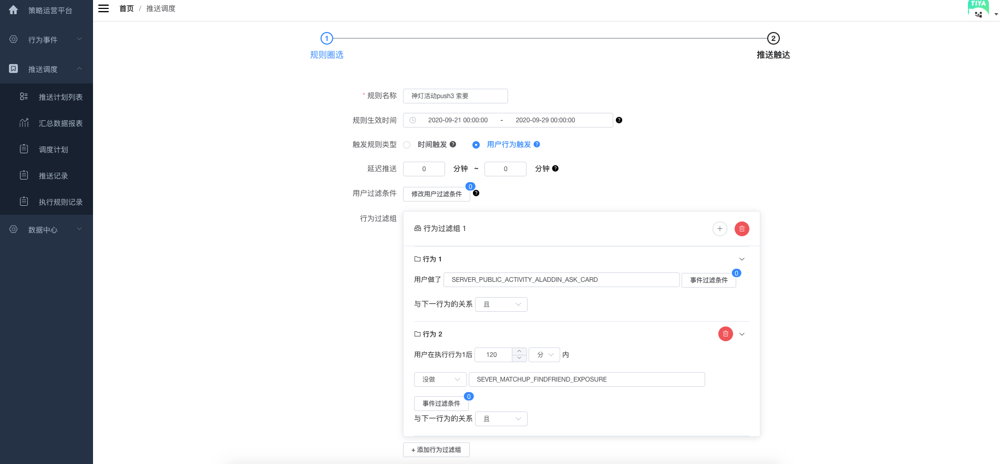 策略运营平台
行为事件
推送调度
推送计划列表
汇总数据报表
调度计划
推送记录
执行规则记录
数据中心
首页 / 推送调度
TIYA
1
规则圈选
2
推送触达
* 规则名称 神灯活动push3 索要
规则生效时间 2020-09-21 00:00:00 - 2020-09-29 00:00:00 ?
触发规则类型 时间触发 ? 用户行为触发 ?
延迟推送 0 分钟 ~ 0 分钟 ?
用户过滤条件 修改用户过滤条件 0 ?
行为过滤组
行为过滤组 1
行为 1
用户做了 SERVER_PUBLIC_ACTIVITY_ALADDIN_ASK_CARD 事件过滤条件 0
与下一行为的关系 且
行为 2
用户在执行行为1后 120 分 内
没做 SEVER_MATCHUP_FINDFRIEND_EXPOSURE
事件过滤条件 0
与下一行为的关系 且
+ 添加行为过滤组